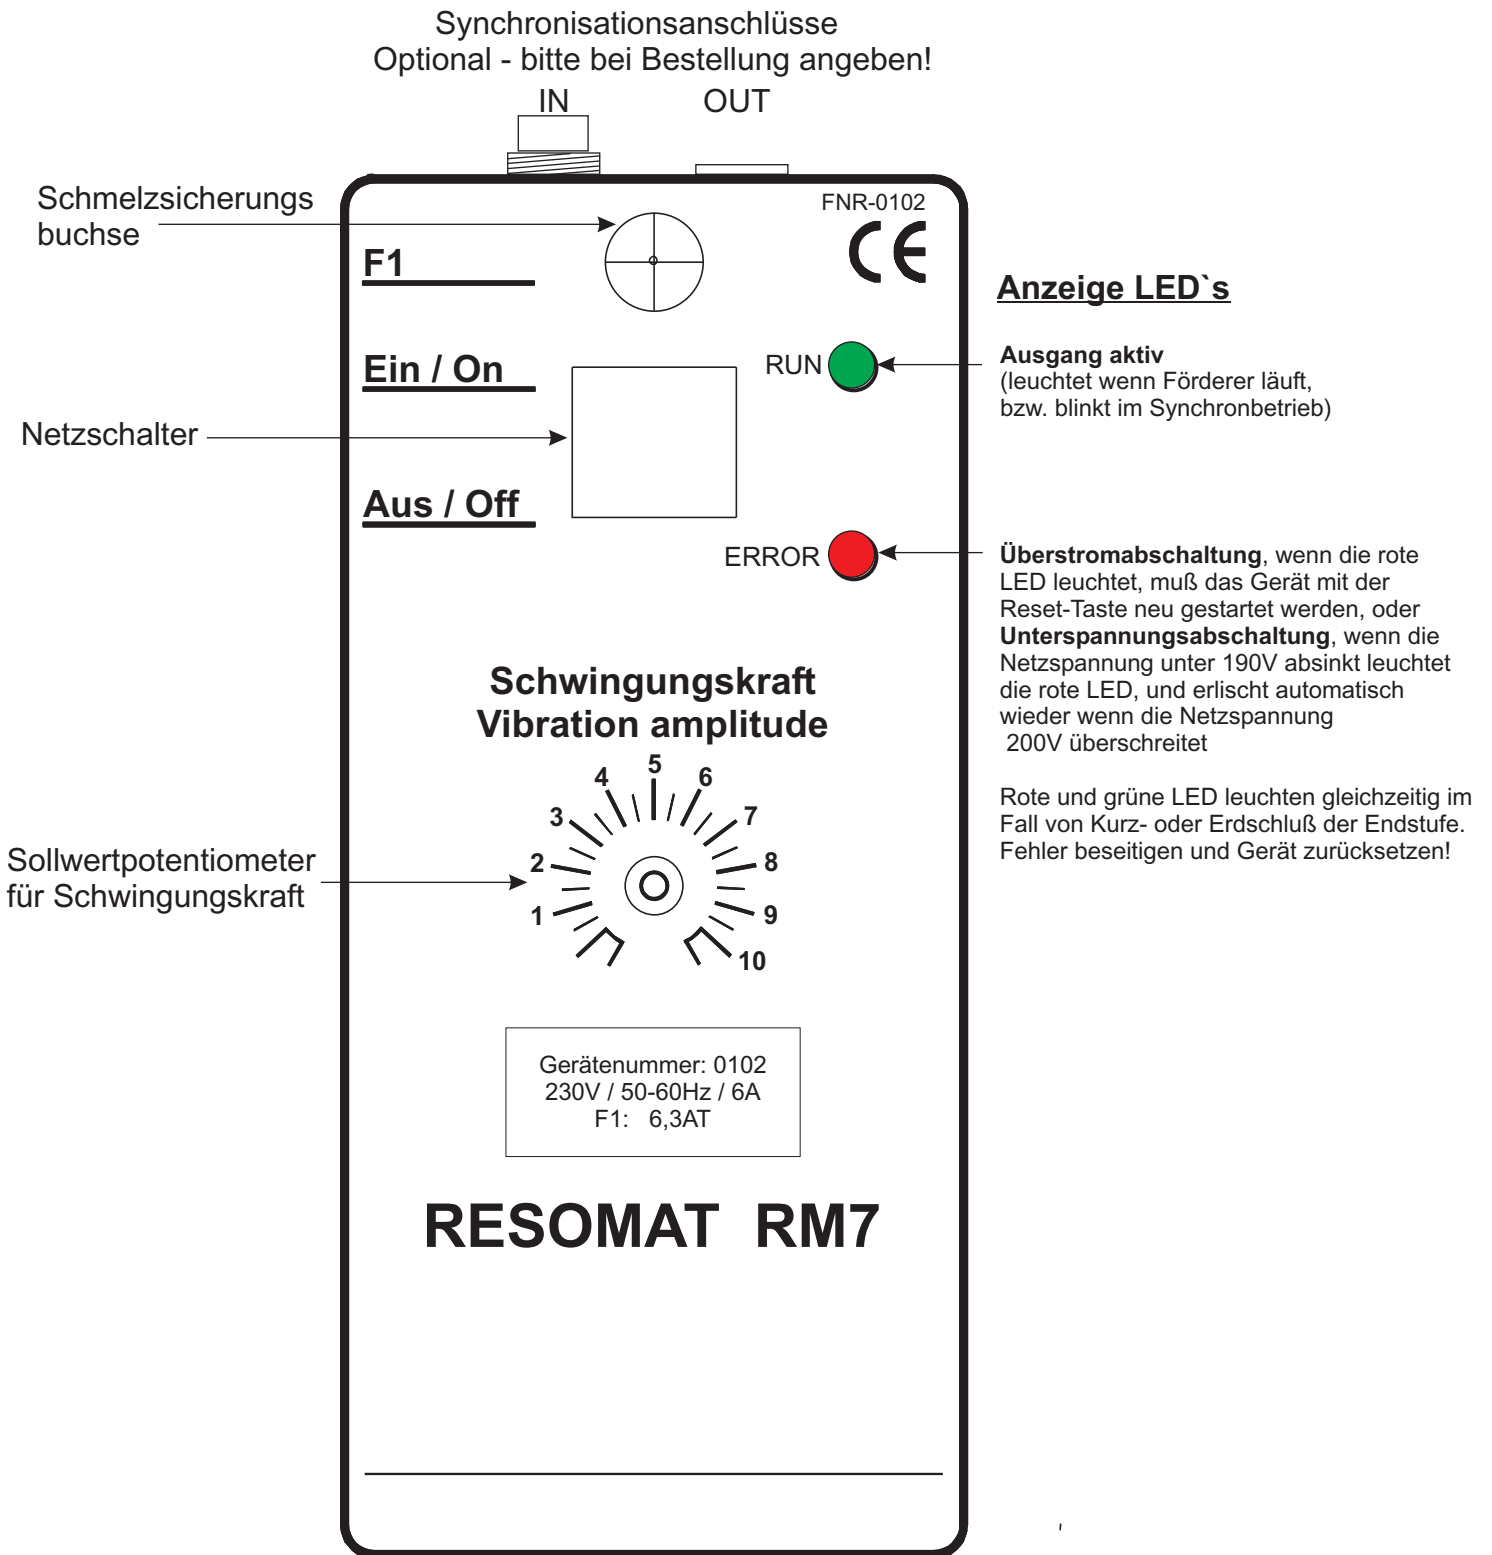 Synchronisationsanschlüsse
Optional - bitte bei Bestellung angeben!
IN OUT
Schmelzsicherungs
buchse
FNR-0102
CE
F1
Ein / On
Netzschalter
Aus / Off
RUN
ERROR
Anzeige LED`s
Ausgang aktiv
(leuchtet wenn Förderer läuft,
bzw. blinkt im Synchronbetrieb)
Überstromabschaltung, wenn die rote
LED leuchtet, muß das Gerät mit der
Reset-Taste neu gestartet werden, oder
Unterspannungsabschaltung, wenn die
Netzspannung unter 190V absinkt leuchtet
die rote LED, und erlischt automatisch
wieder wenn die Netzspannung
200V überschreitet
Rote und grüne LED leuchten gleichzeitig im
Fall von Kurz- oder Erdschluß der Endstufe.
Fehler beseitigen und Gerät zurücksetzen!
Schwingungskraft
Vibration amplitude
Sollwertpotentiometer
für Schwingungskraft
1
2
3
4
5
6
7
8
9
10
Gerätenummer: 0102
230V / 50-60Hz / 6A
F1: 6,3AT
RESOMAT RM7